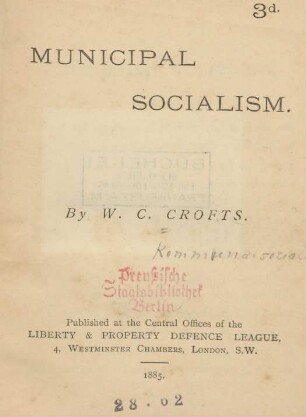 3d.
MUNICIPAL
SOCIALISM.
By W. C. CROFTS.
Preußische
Staatsbibliothek
Berlin
Published at the Central Offices of the
LIBERTY & PROPERTY DEFENCE LEAGUE,
4, WESTMINSTER CHAMBERS, LONDON, S.W.
1885.
28.02